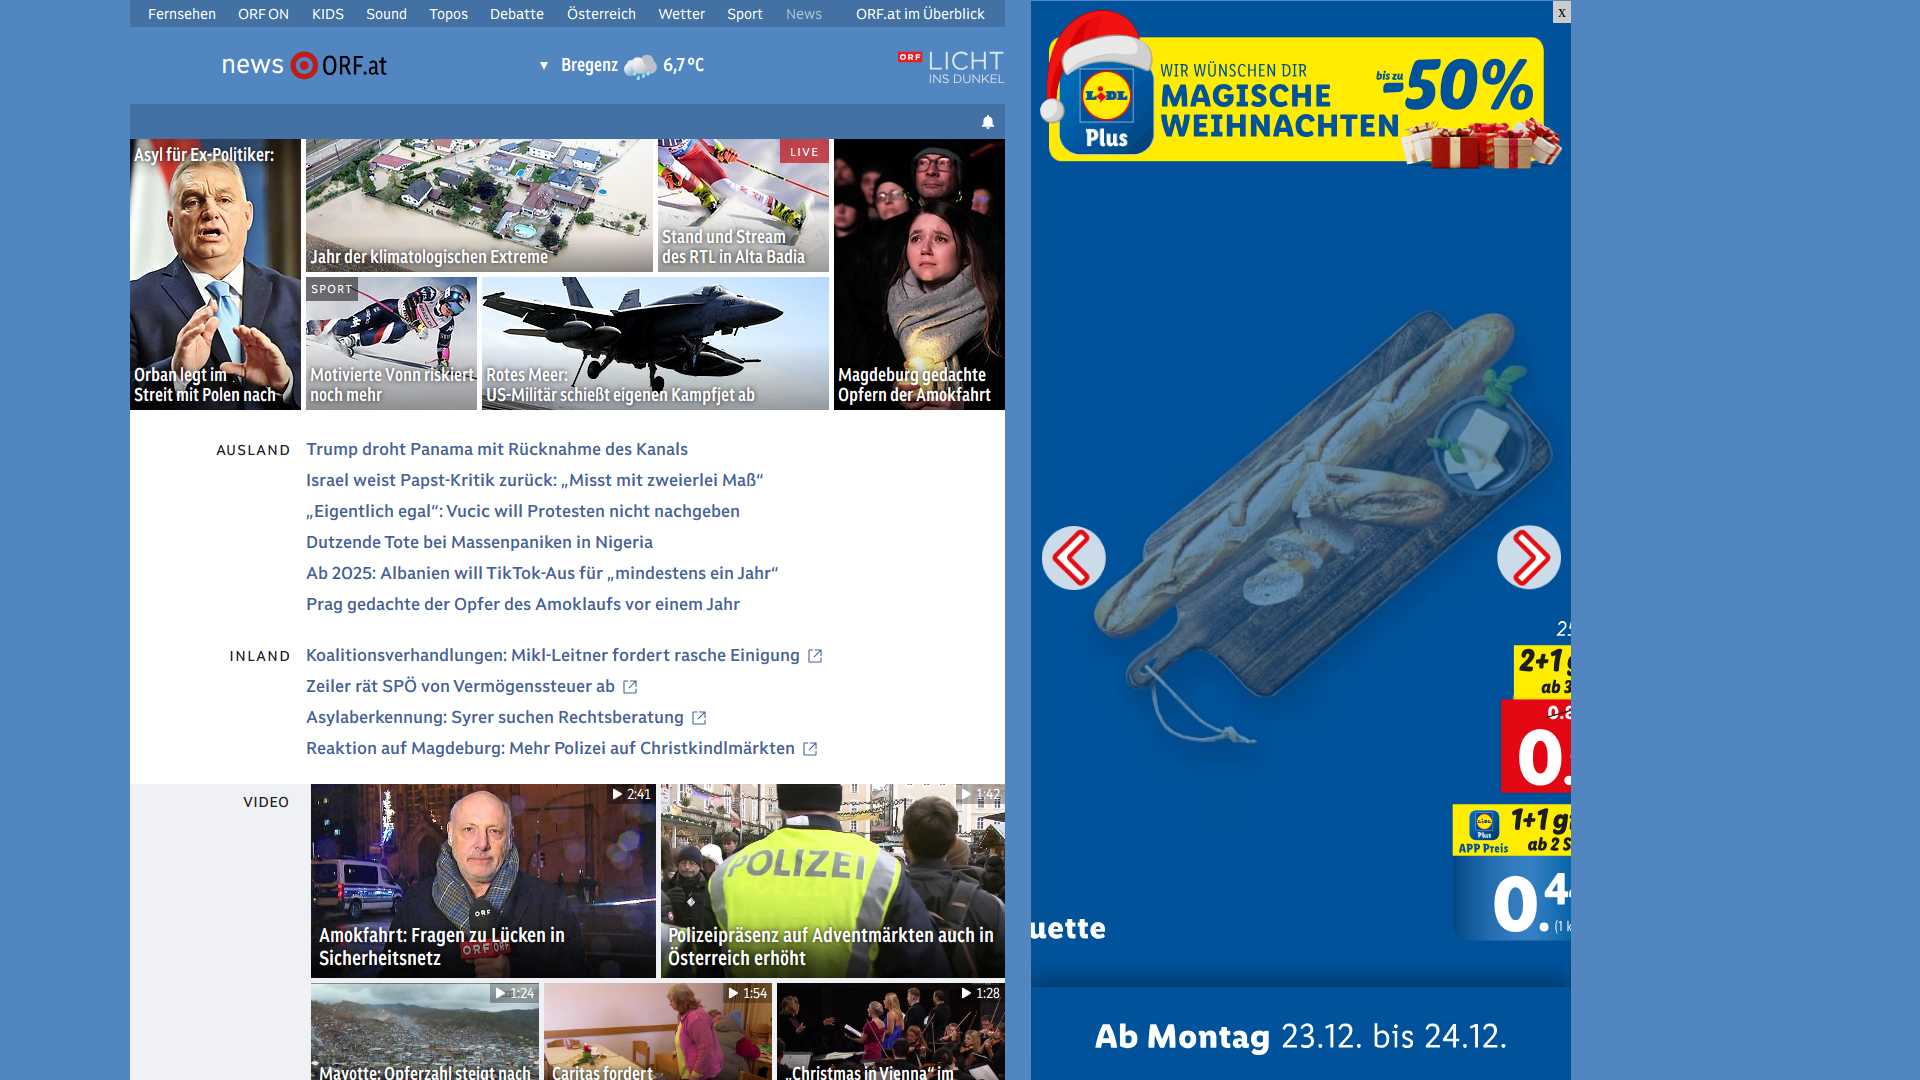 Fernsehen ORF ON KIDS Sound Topos Debatte Österreich Wetter Sport News ORF.at im Überblick
news ORF.at
Bregenz 6,7 °C
ORF LICHT
INS DUNKEL
Asyl für Ex-Politiker:
Orban legt im
Streit mit Polen nach
Jahr der klimatologischen Extreme
LIVE
Stand und Stream
des RTL in Alta Badia
SPORT
Motivierte Vonn riskiert
noch mehr
Rotes Meer:
US-Militär schießt eigenen Kampfjet ab
Magdeburg gedachte
Opfern der Amokfahrt
AUSLAND
Trump droht Panama mit Rücknahme des Kanals
Israel weist Papst-Kritik zurück: „Misst mit zweierlei Maß“
„Eigentlich egal“: Vucic will Protesten nicht nachgeben
Dutzende Tote bei Massenpaniken in Nigeria
Ab 2025: Albanien will TikTok-Aus für „mindestens ein Jahr“
Prag gedachte der Opfer des Amoklaufs vor einem Jahr
INLAND
Koalitionsverhandlungen: Mikl-Leitner fordert rasche Einigung
Zeiler rät SPÖ von Vermögenssteuer ab
Asylaberkennung: Syrer suchen Rechtsberatung
Reaktion auf Magdeburg: Mehr Polizei auf Christkindlmärkten
VIDEO
2:41
ORF
ORF ORF
Amokfahrt: Fragen zu Lücken in
Sicherheitsnetz
1:42
POLIZEI
Polizeipräsenz auf Adventmärkten auch in
Österreich erhöht
1:24
Mayotte: Opferzahl steigt nach
1:54
Caritas fordert
1:28
„Christmas in Vienna“ im
x
LIDL
Plus
WIR WÜNSCHEN DIR
MAGISCHE
WEIHNACHTEN
bis zu
-50%
2+1
ab 3
0.
Lidl
Plus
APP Preis
1+1
ab 2
0.4
(1
uette
Ab Montag 23.12. bis 24.12.